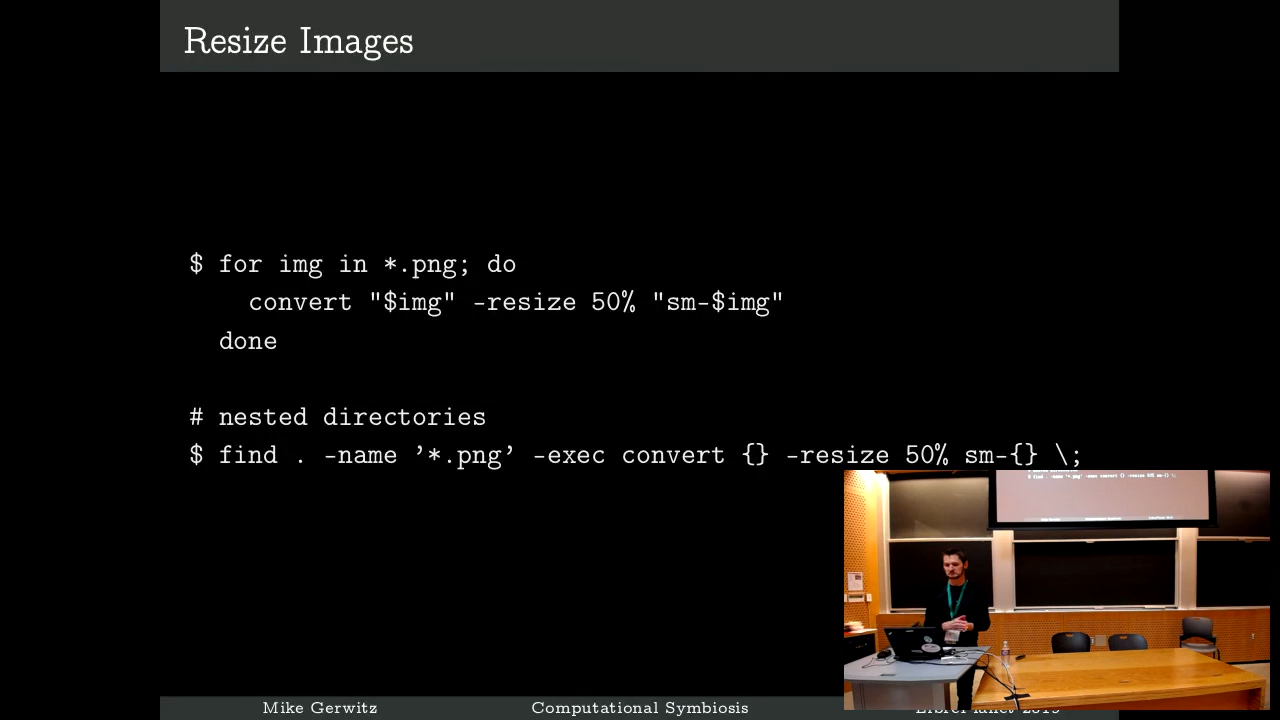 Resize Images
$ for img in *.png; do
convert "$img" -resize 50% "sm-$img"
done
# nested directories
$ find . -name '*.png' -exec convert {} -resize 50% sm-{} \;
Mike Gerwitz
Computational Symbiosis